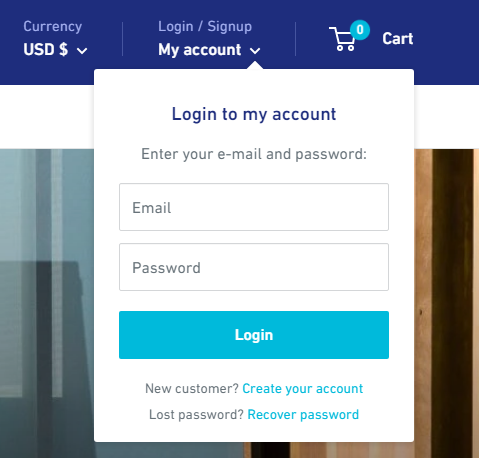 Currency
USD $
Login / Signup
My account
0
Cart
Login to my account
Enter your e-mail and password:
Email
Password
Login
New customer? Create your account
Lost password? Recover password